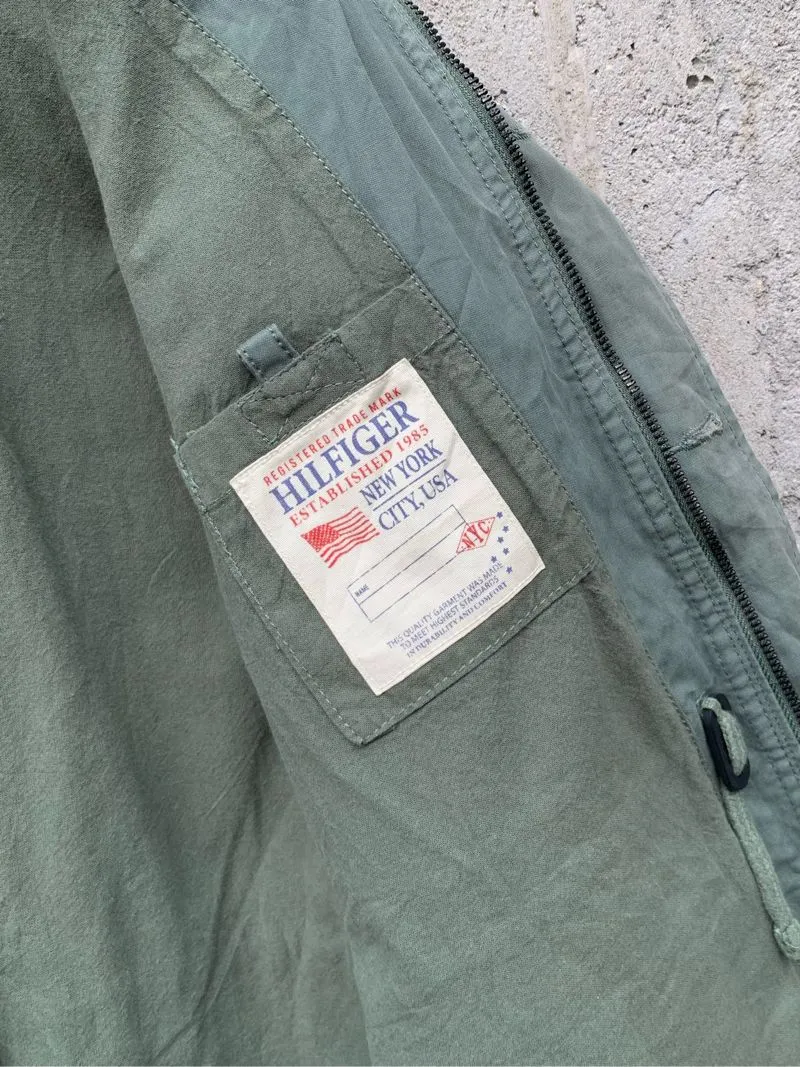 REGISTERED TRADE MARK
HILFIGER
ESTABLISHED 1985
NEW YORK
CITY, USA
NAME
NYC
THIS QUALITY GARMENT WAS MADE
TO MEET HIGHEST STANDARDS
IN DURABILITY AND COMFORT